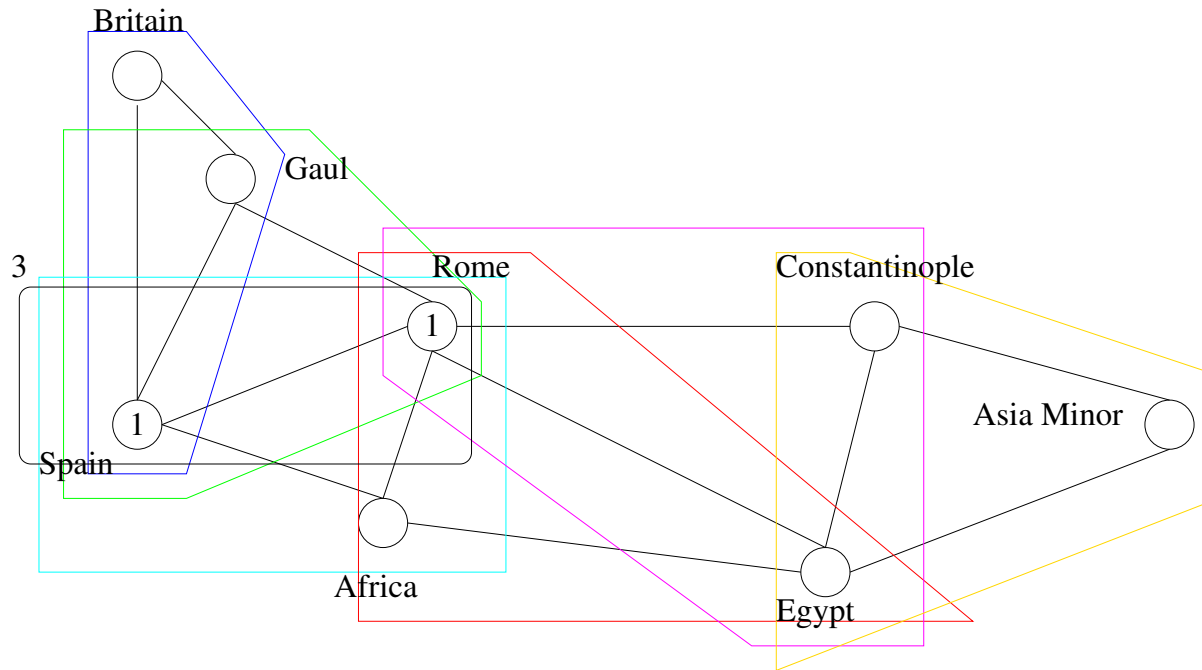 Britain
Gaul
3
Rome
Constantinople
1
Asia Minor
1
Spain
Africa
Egypt